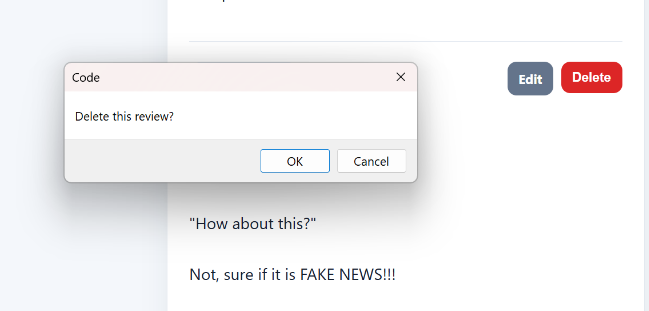 Code
Edit
Delete
Delete this review?
OK
Cancel
"How about this?"
Not, sure if it is FAKE NEWS!!!